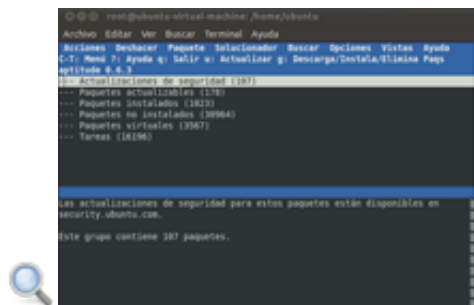 root@ubuntu-virtual-machine: /home/ubuntu
Archivo Editar Ver Buscar Terminal Ayuda
Acciones Deshacer Paquete Solucionador Buscar Opciones Vistas Ayuda
C-T: Menú ?: Ayuda q: Salir u: Actualizar g: Descarga/Instala/Elimina Paqs
aptitude 0.6.3
--- Actualizaciones de seguridad (107)
--- Paquetes actualizables (178)
--- Paquetes instalados (1023)
--- Paquetes no instalados (30964)
--- Paquetes virtuales (3567)
--- Tareas (16196)
Las actualizaciones de seguridad para estos paquetes están disponibles en
security.ubuntu.com.
Este grupo contiene 107 paquetes.